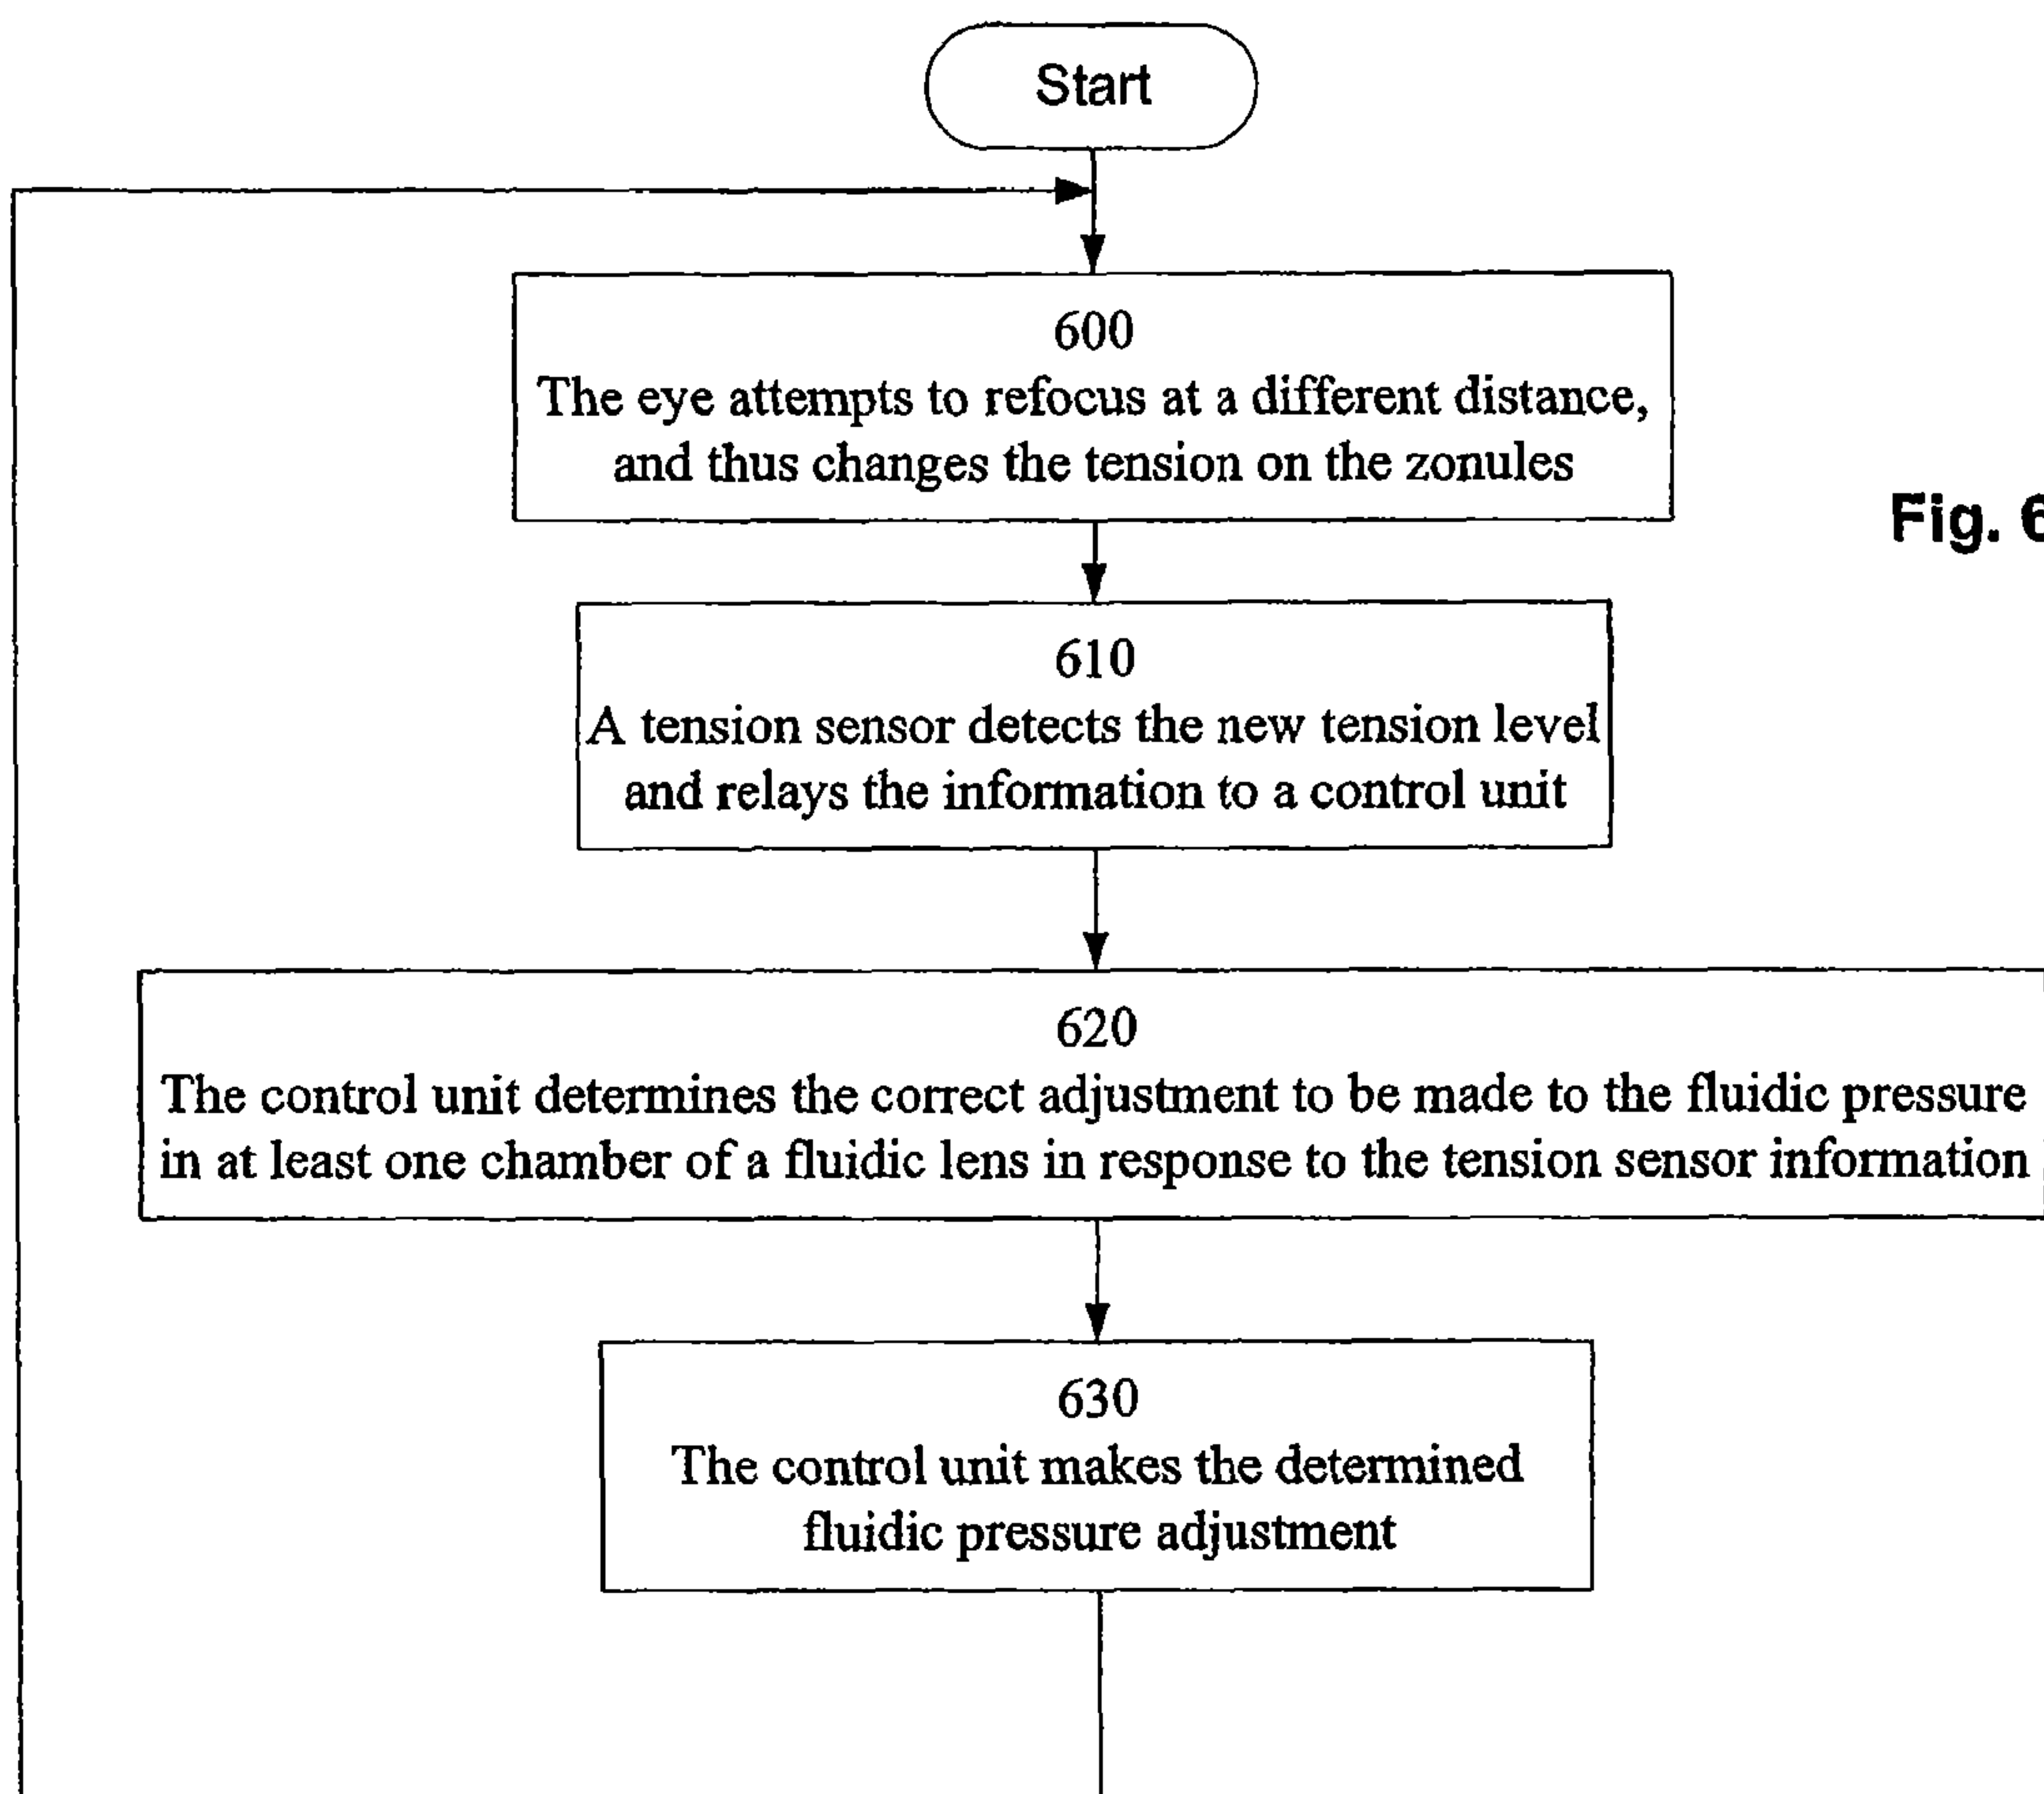 Start
600
The eye attempts to refocus at a different distance,
and thus changes the tension on the zonules
Fig. 6
610
A tension sensor detects the new tension level
and relays the information to a control unit
620
The control unit determines the correct adjustment to be made to the fluidic pressure
in at least one chamber of a fluidic lens in response to the tension sensor information
630
The control unit makes the determined
fluidic pressure adjustment